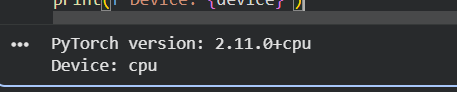 print(f"Device: {device}")
PyTorch version: 2.11.0+cpu
Device: cpu